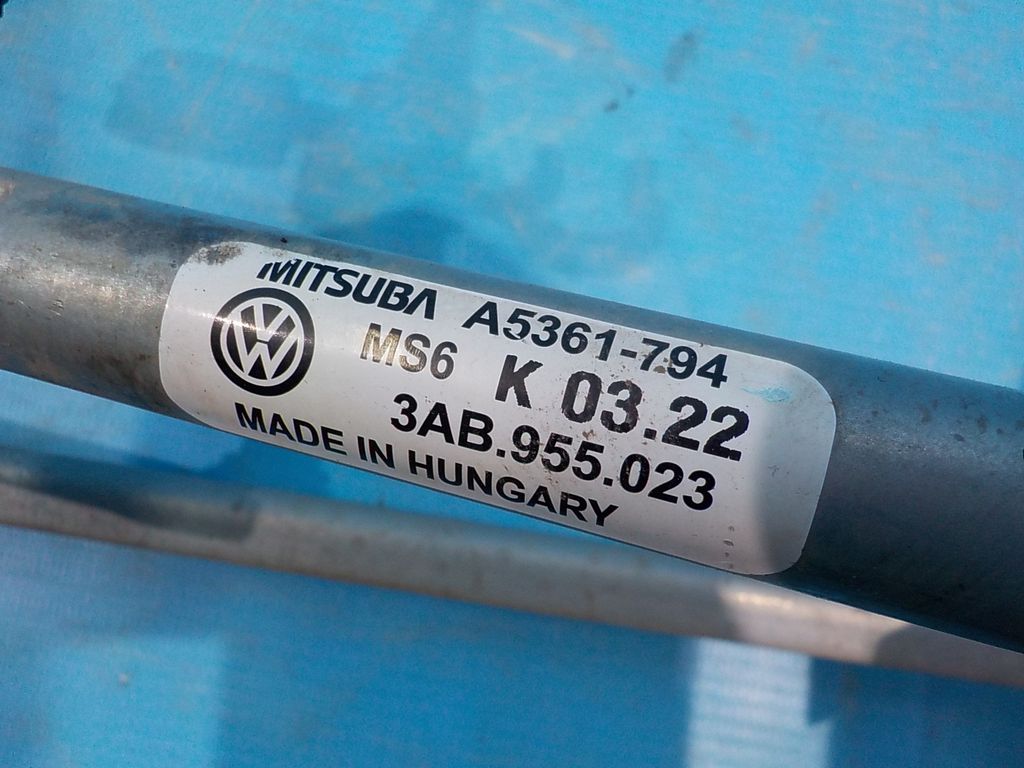 MITSUBA A5361-794
MS6 K 03.22
3AB.955.023
MADE IN HUNGARY